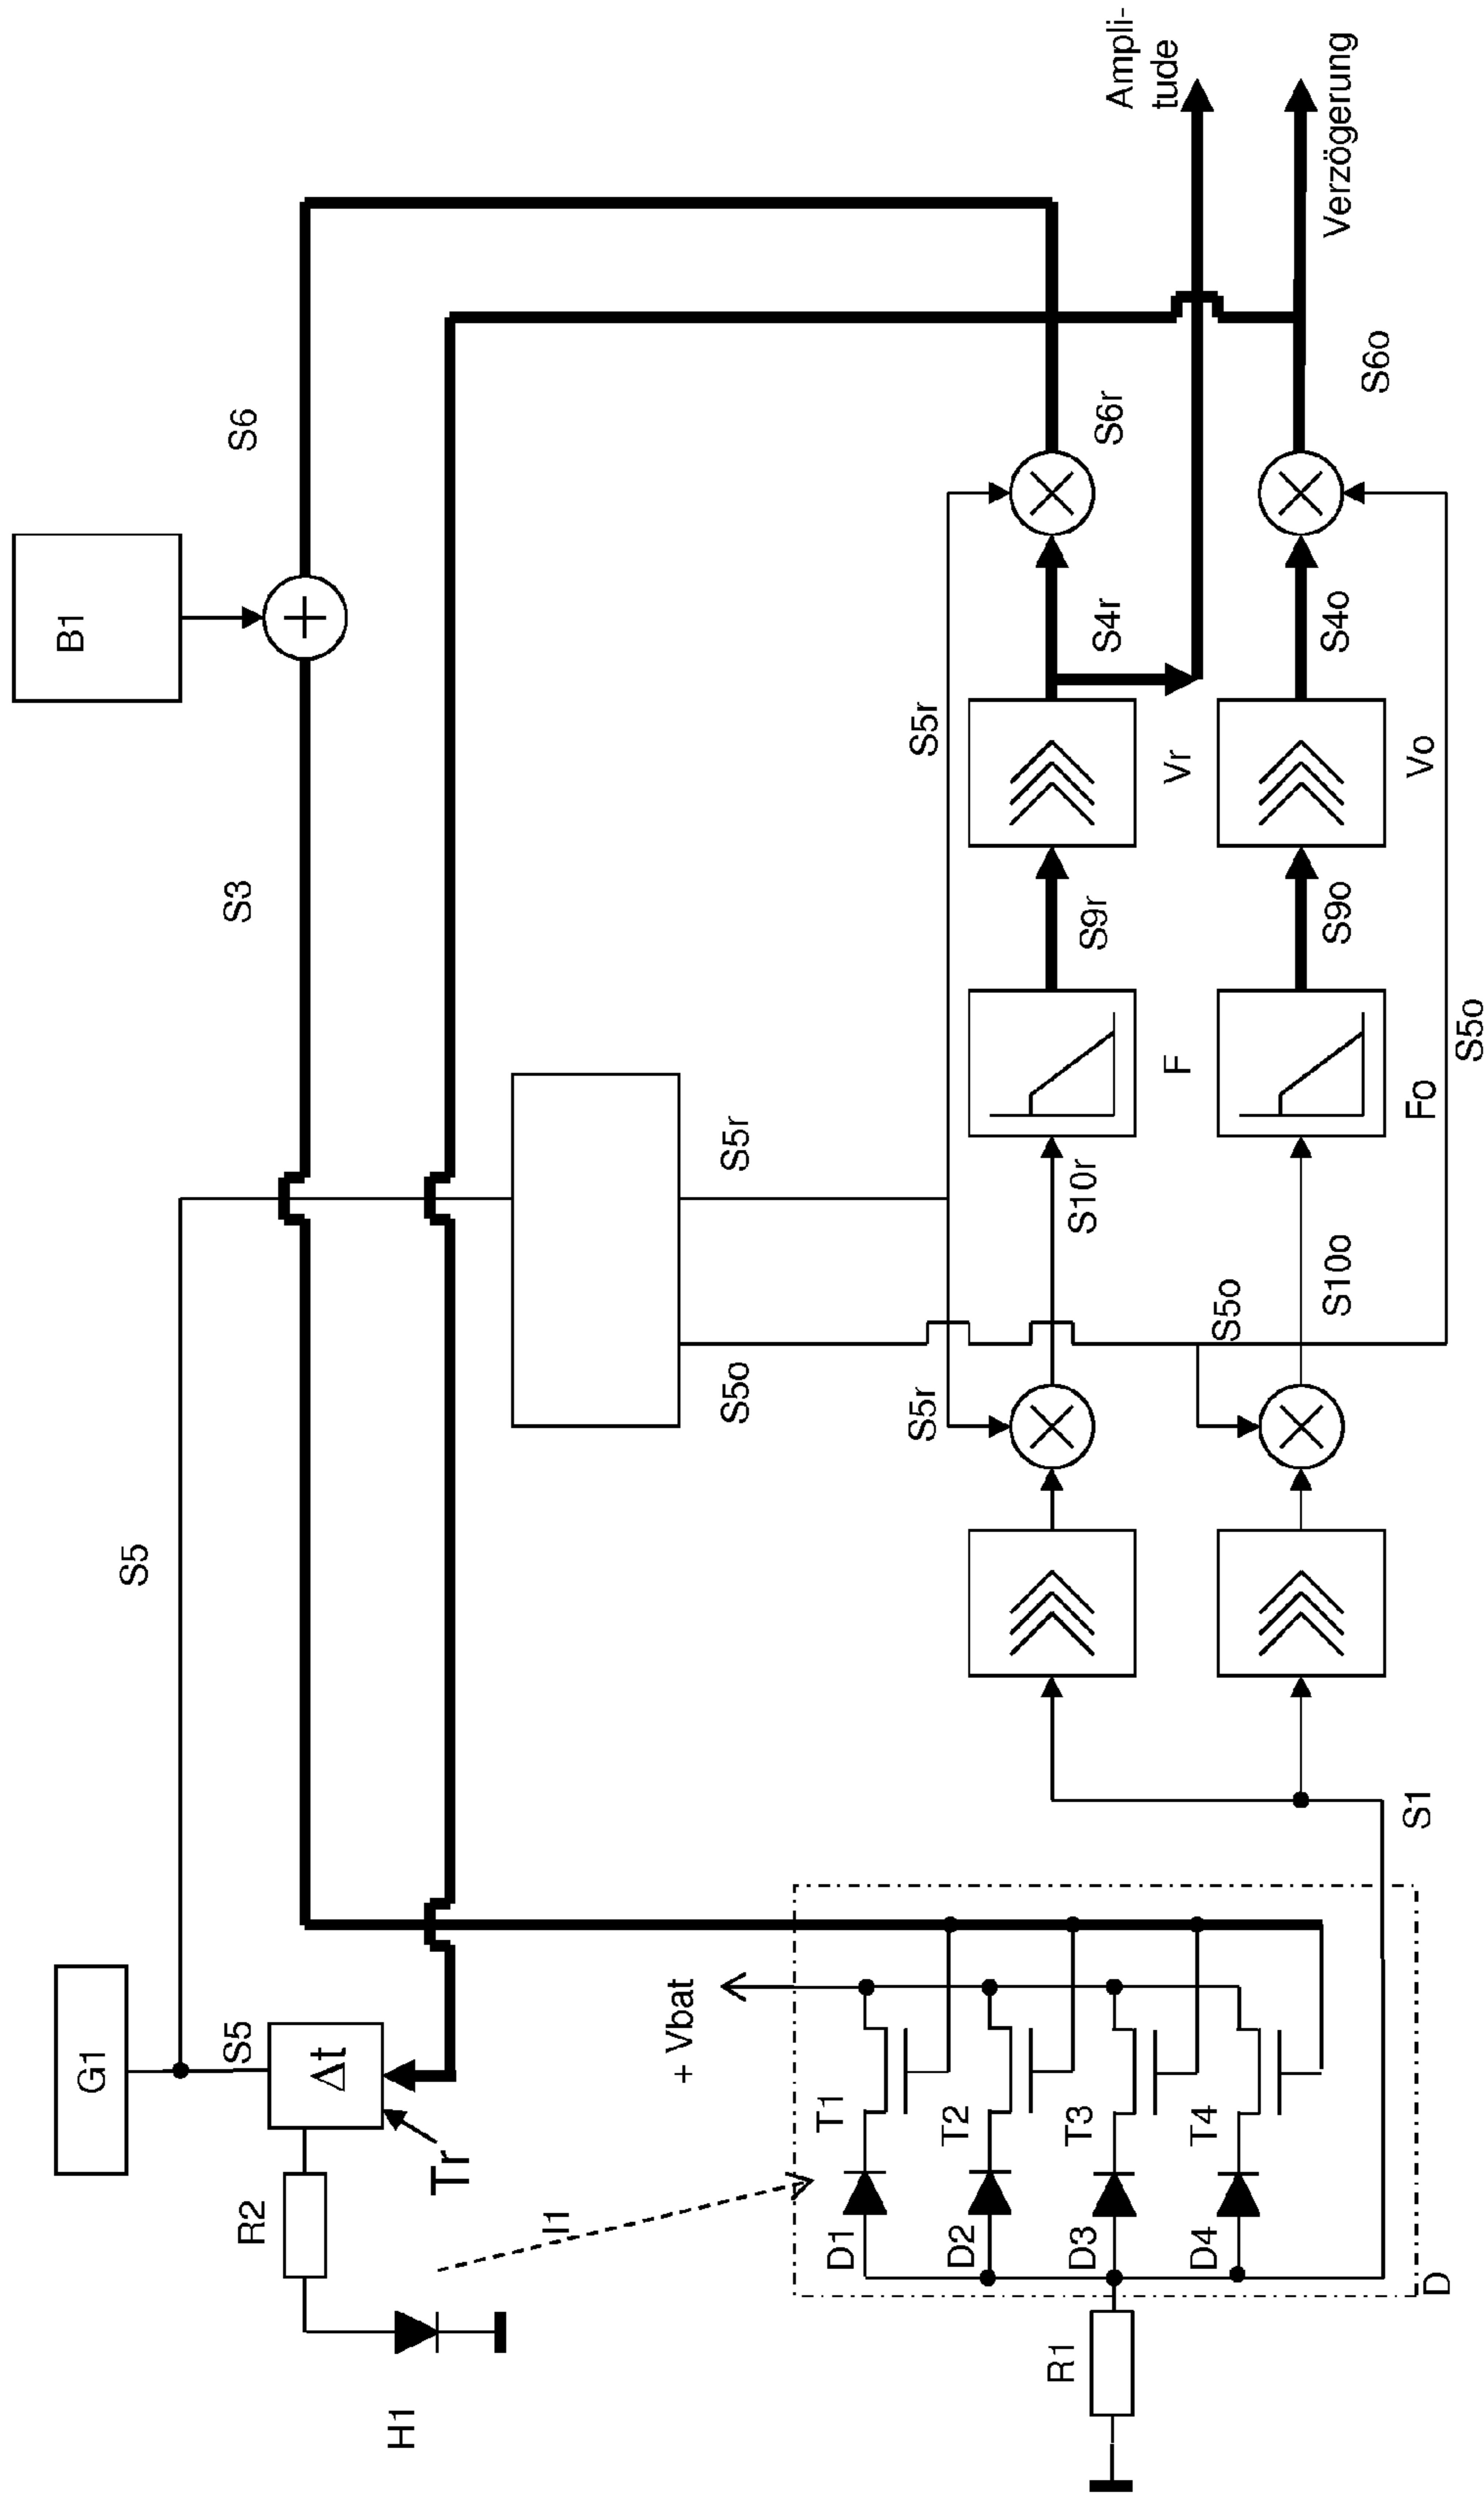 G1
S5
S5
Δt
Tr
R2
H1
I1
B1
S6
S3
+ Vbat
T1
T2
T3
T4
D1
D2
D3
D4
D
R1
S1
S5r
S5o
S5r
S5r
S5o
S5o
S10r
S10o
F
Fo
S9r
S9o
Vr
Vo
S4r
S4o
S6r
S6o
Ampli-
tude
Verzögerung